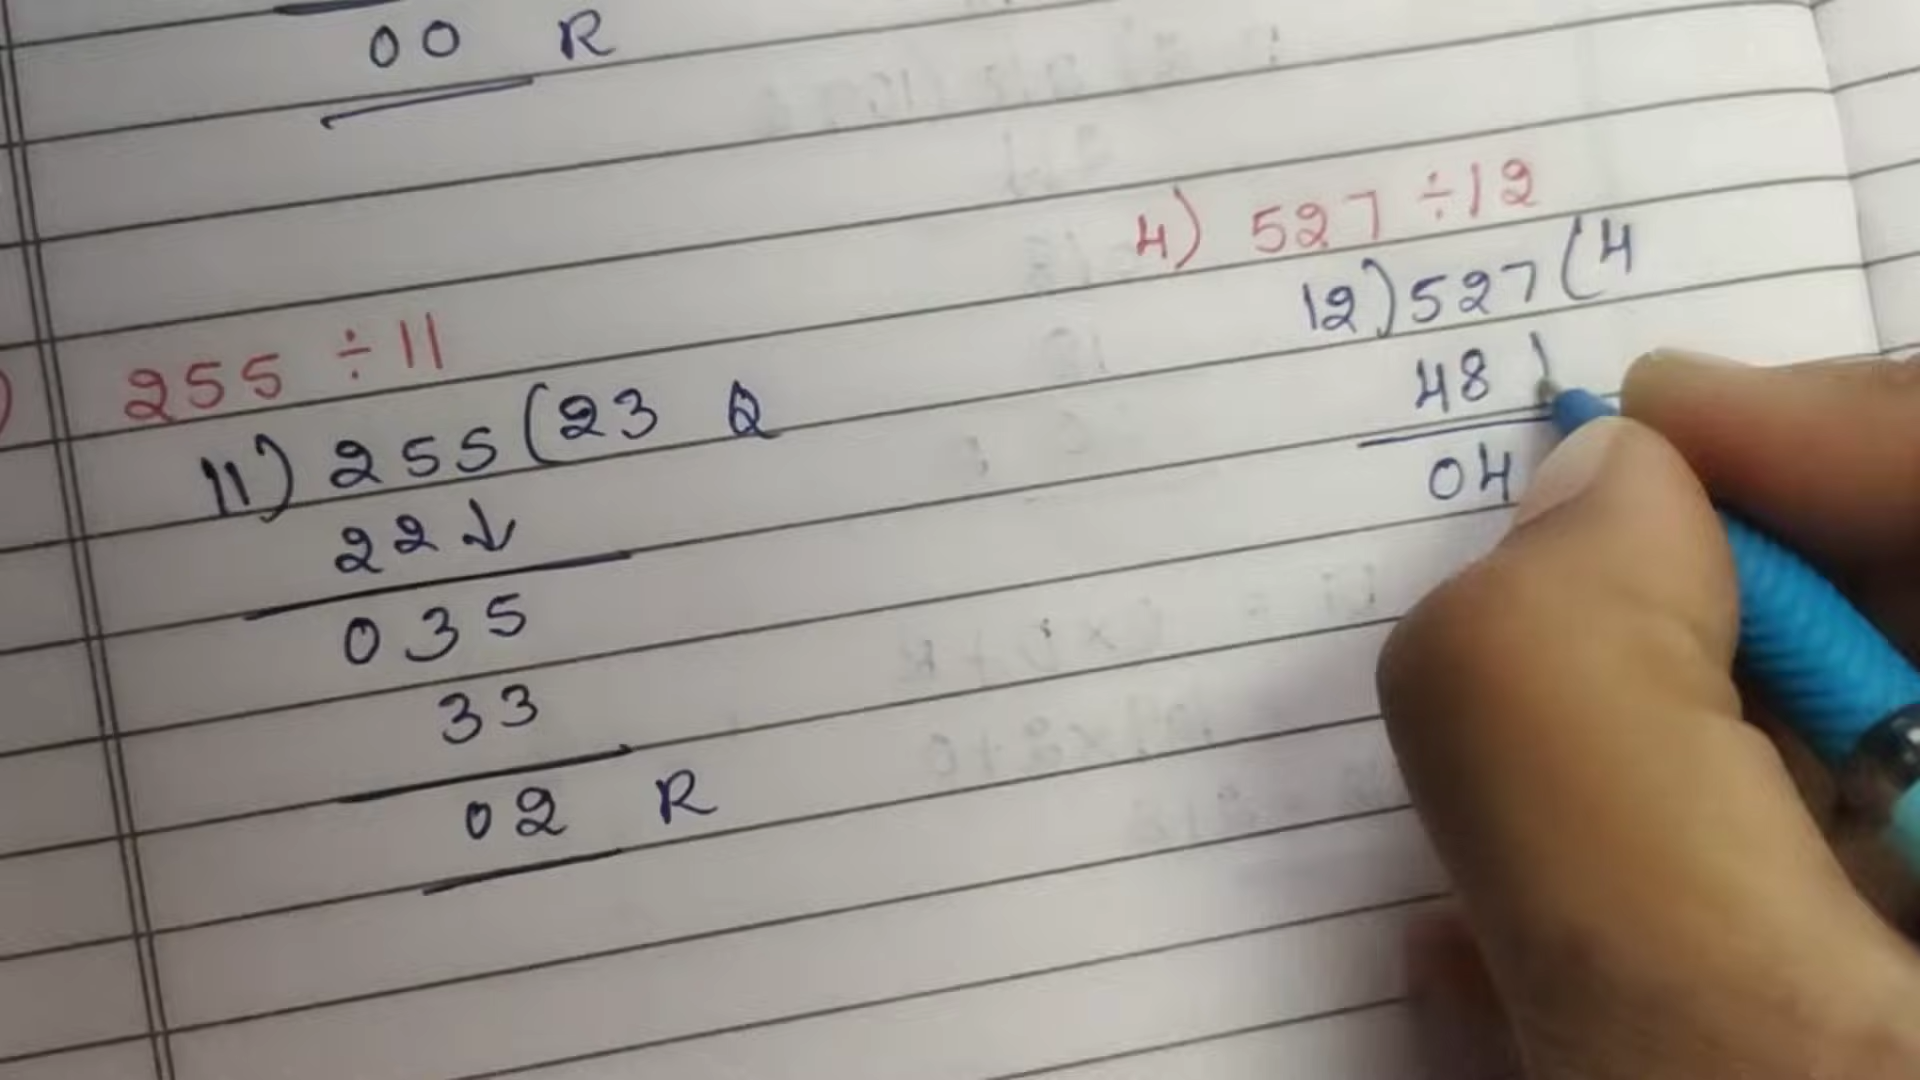 00 R
255 ÷ 11
11) 255 (23 Q
22↓
035
33
02 R
4) 527 ÷ 12
12) 527 (4
48
04